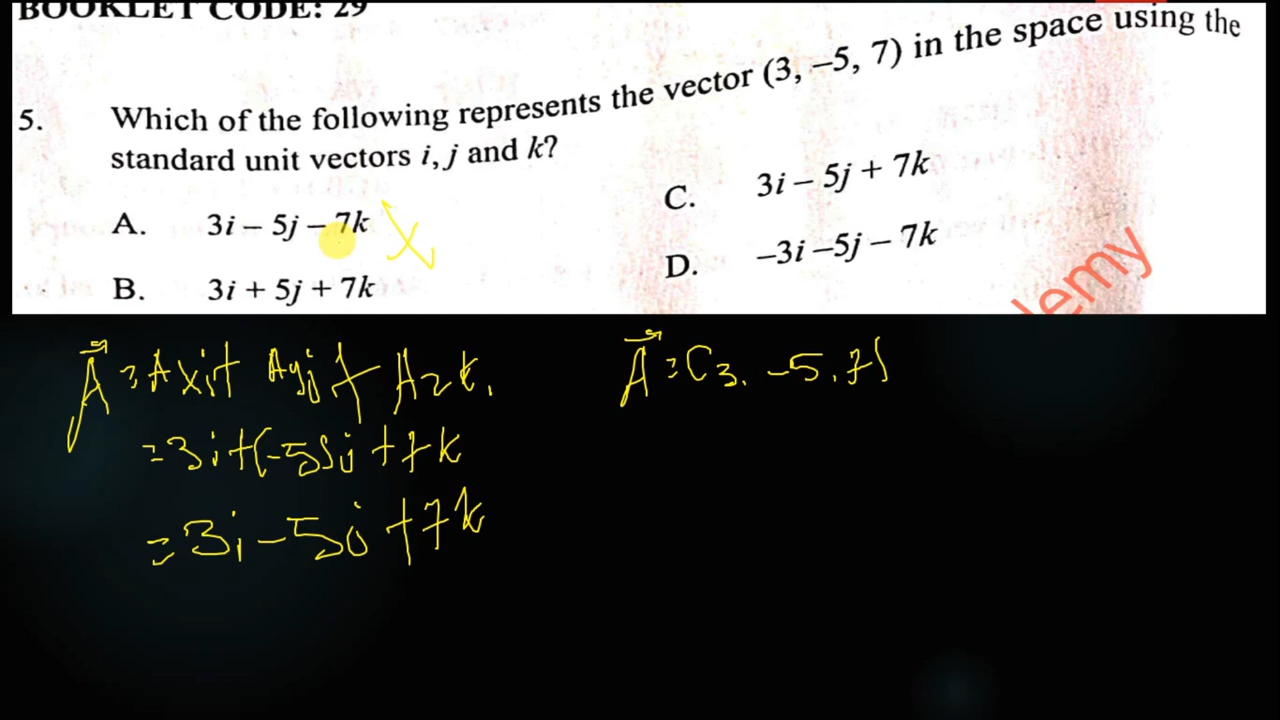 BOOKLET CODE: 29
5. Which of the following represents the vector (3, –5, 7) in the space using the
standard unit vectors i, j and k?
A. 3i – 5j – 7k X
B. 3i + 5j + 7k
C. 3i – 5j + 7k
D. –3i –5j – 7k
demy
A = Axi + Ayj + Azk.
= 3i + (-5)j + 7k
= 3i - 5j + 7k
A = (3, -5, 7)